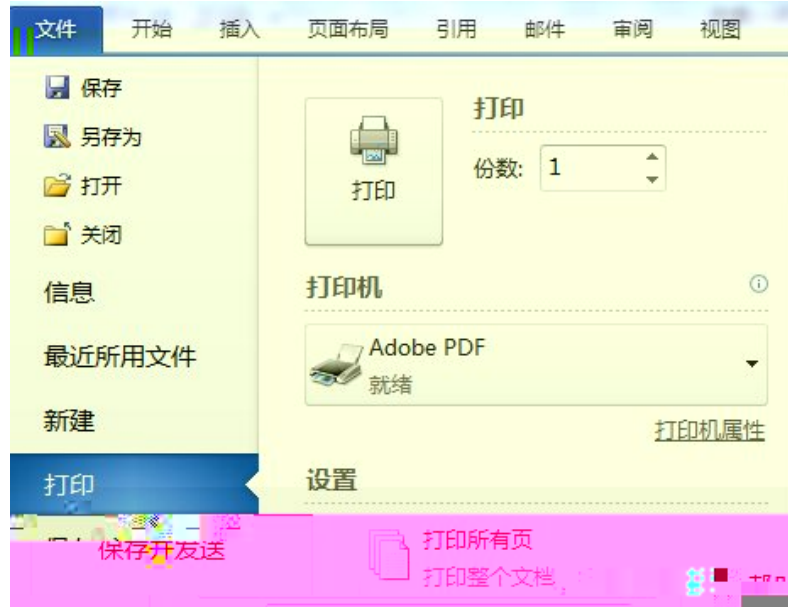 文件 开始 插入 页面布局 引用 邮件 审阅 视图
保存
另存为
打开
关闭
信息
最近所用文件
新建
打印
保存开发送
打印
打印
份数: 1
打印机
Adobe PDF
就绪
打印机属性
设置
打印所有页
打印整个文档